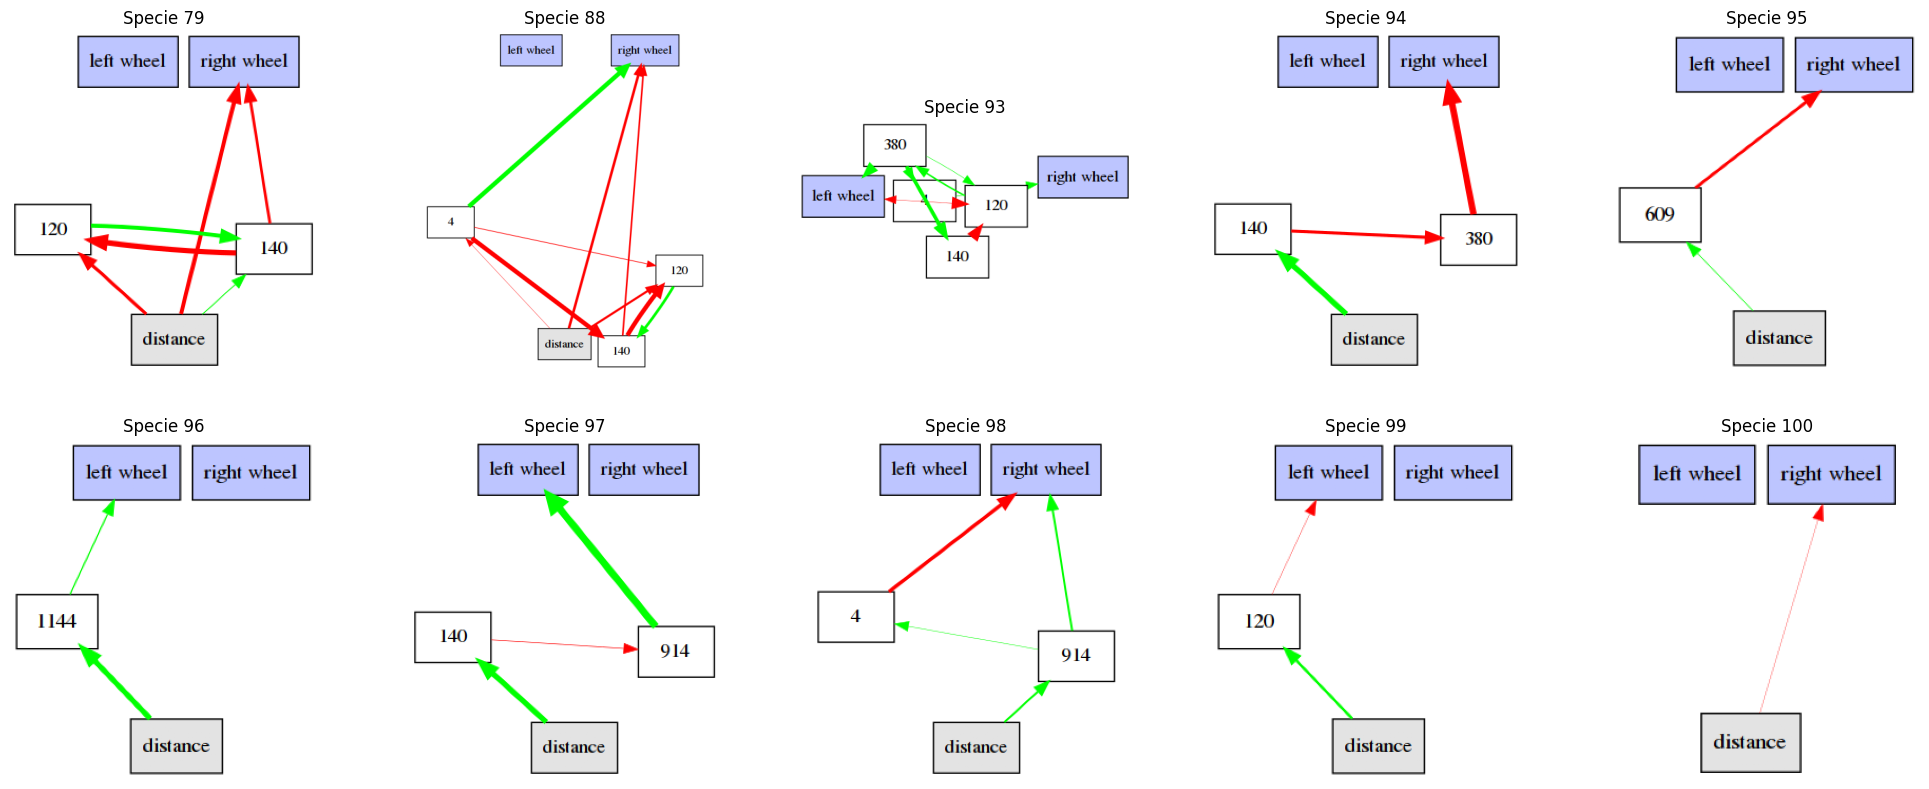 Specie 79
left wheel
right wheel
120
140
distance
Specie 88
left wheel
right wheel
4
120
distance
140
Specie 93
380
left wheel
4
120
right wheel
140
Specie 94
left wheel
right wheel
140
380
distance
Specie 95
left wheel
right wheel
609
distance
Specie 96
left wheel
right wheel
1144
distance
Specie 97
left wheel
right wheel
140
914
distance
Specie 98
left wheel
right wheel
4
914
distance
Specie 99
left wheel
right wheel
120
distance
Specie 100
left wheel
right wheel
distance